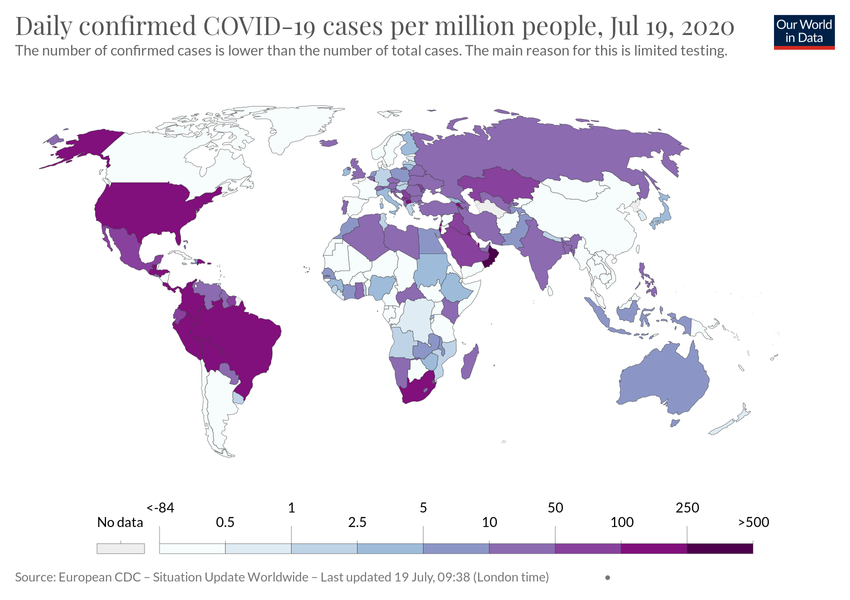 Daily confirmed COVID-19 cases per million people, Jul 19, 2020
The number of confirmed cases is lower than the number of total cases. The main reason for this is limited testing.
Our World
in Data
<-84 1 5 50 250
No data 0.5 2.5 10 100 >500
Source: European CDC – Situation Update Worldwide – Last updated 19 July, 09:38 (London time)